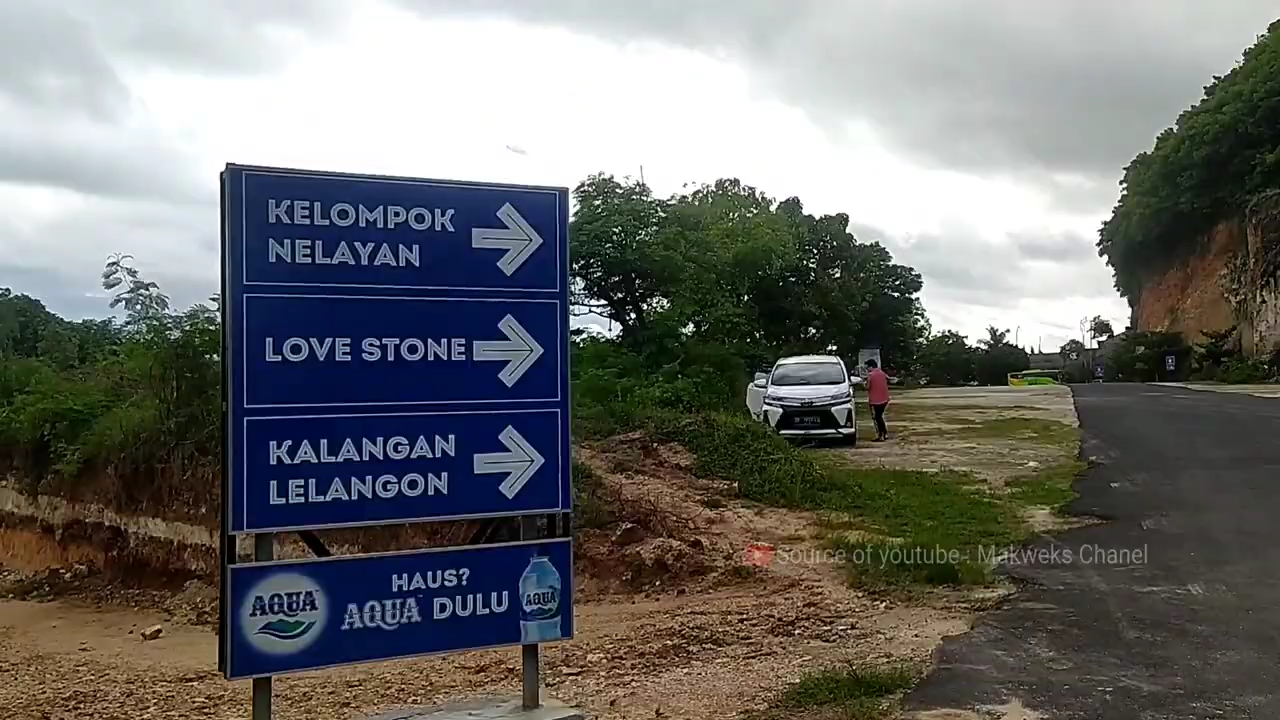 KELOMPOK
NELAYAN
LOVE STONE
KALANGAN
LELANGON
HAUS?
AQUA DULU
AQUA
AQUA
Source of youtube : Makweks Chanel